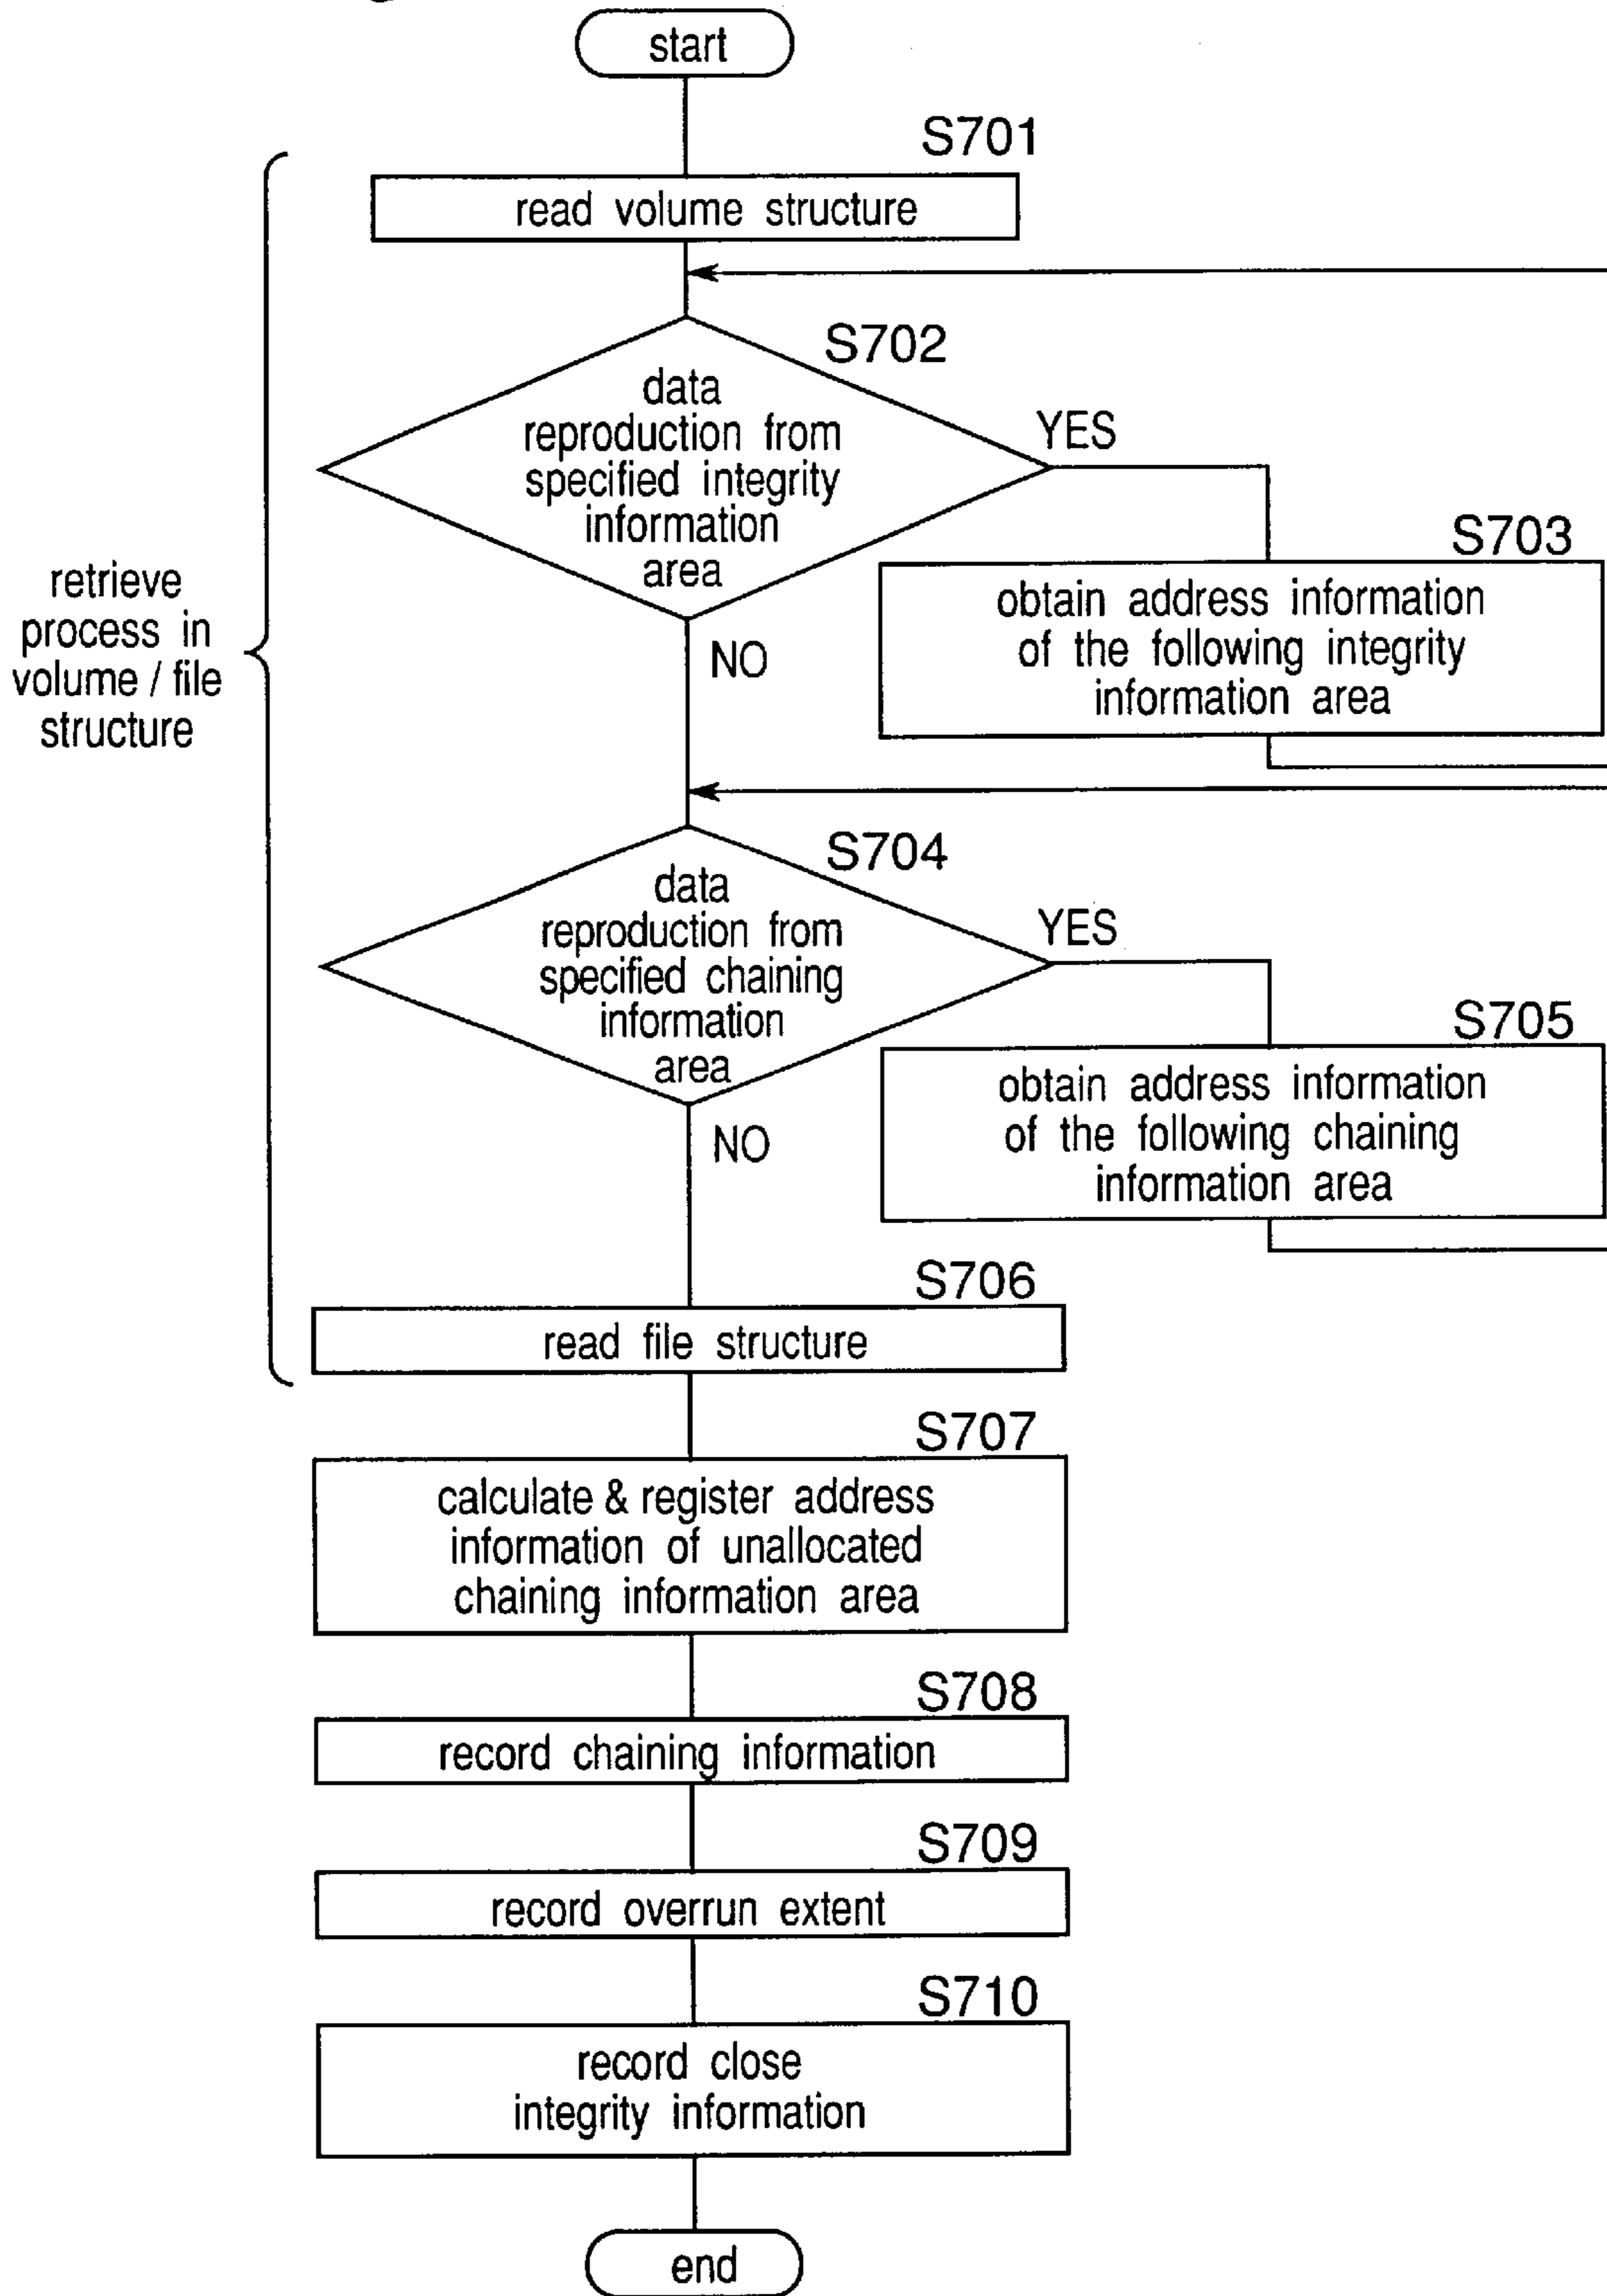 start
S701
read volume structure
S702
data
reproduction from
specified integrity
information
area
YES
NO
S703
obtain address information
of the following integrity
information area
retrieve
process in
volume / file
structure
S704
data
reproduction from
specified chaining
information
area
YES
NO
S705
obtain address information
of the following chaining
information area
S706
read file structure
S707
calculate & register address
information of unallocated
chaining information area
S708
record chaining information
S709
record overrun extent
S710
record close
integrity information
end